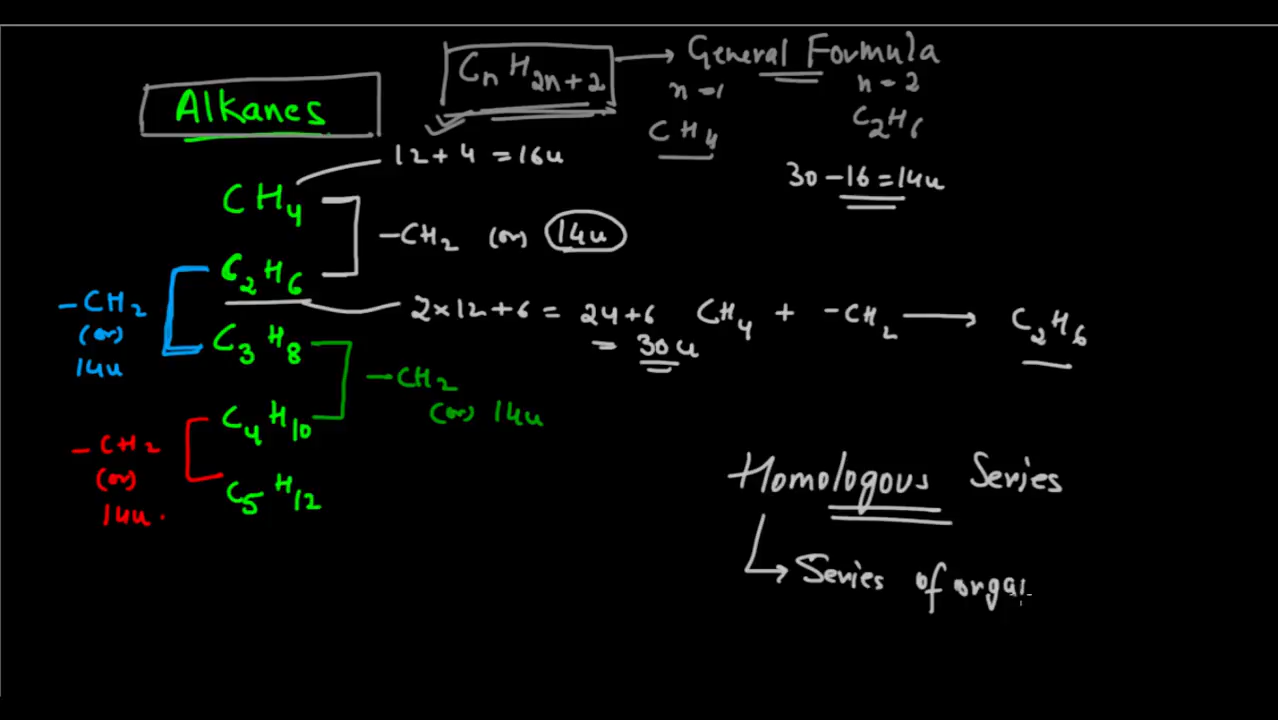 CnH2n+2 → General Formula
n=1 n=2
Alkanes
CH4 C2H6
12+4=16u
30-16=14u
CH4
-CH2 (or) 14u
C2H6
-CH2
(or)
14u
2×12+6= 24+6
= 30u
CH4 + -CH2 → C2H6
C3H8
-CH2
(or) 14u
C4H10
-CH2
(or)
14u.
C5H12
Homologous Series
→ Series of orgai